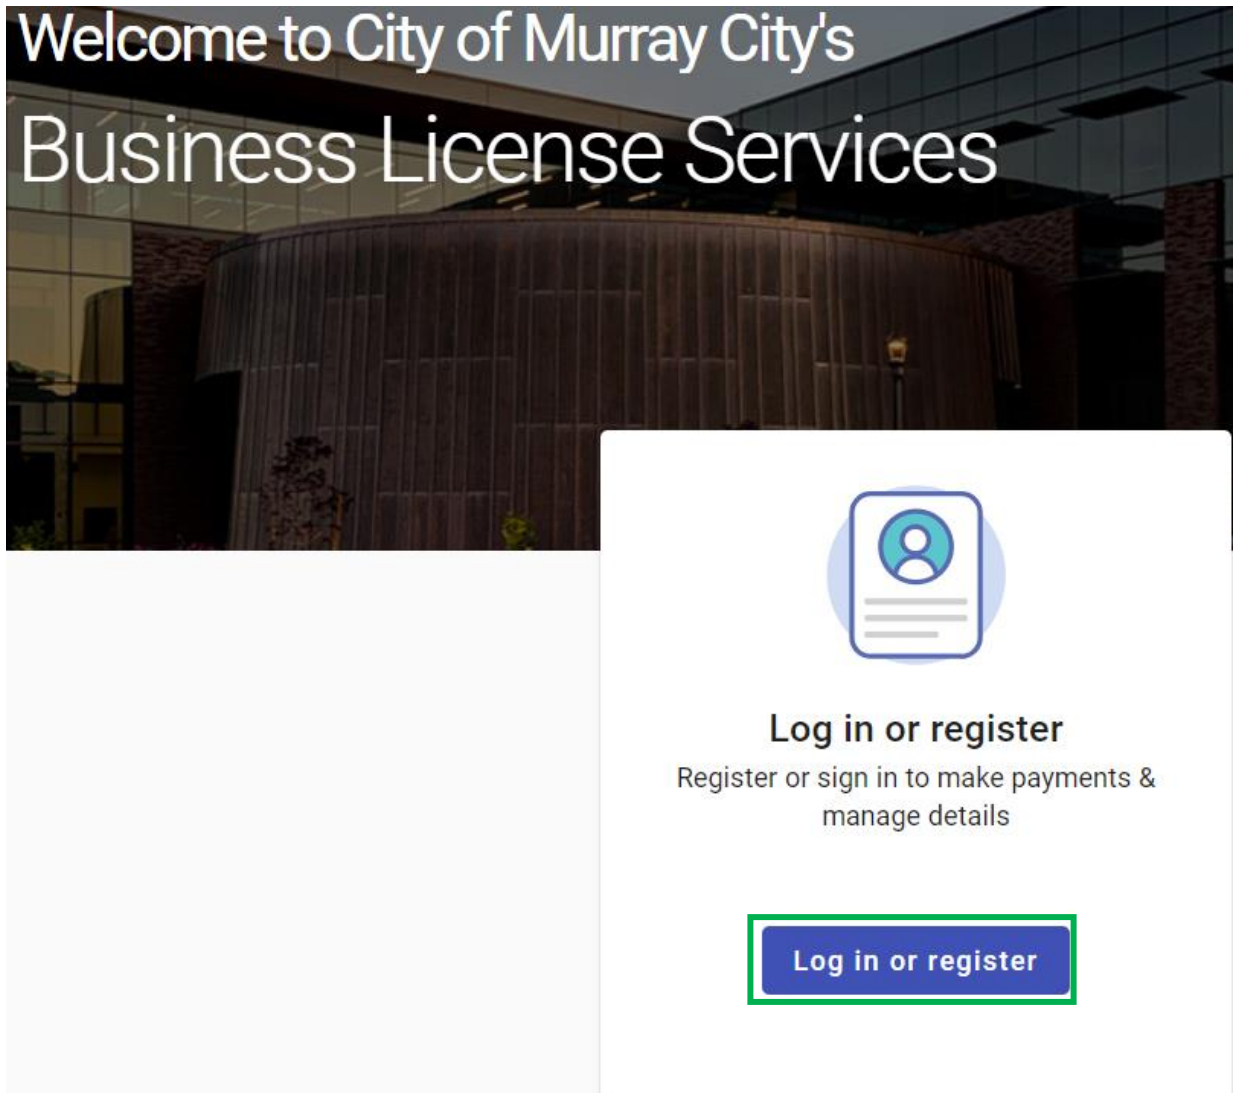 Welcome to City of Murray City's
Business License Services
Log in or register
Register or sign in to make payments &
manage details
Log in or register